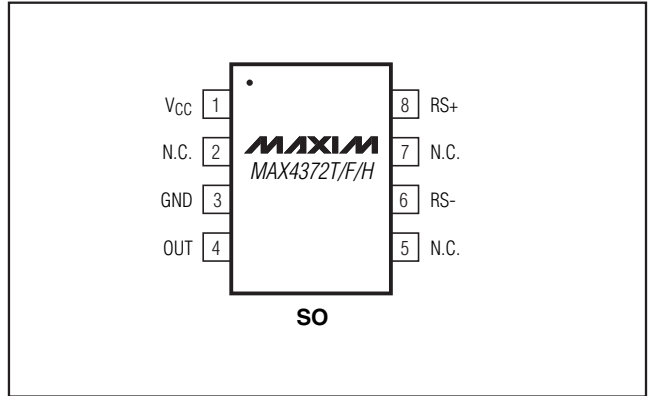 VCC 1 8 RS+
N.C. 2 MAXIM 7 N.C.
MAX4372T/F/H
GND 3 6 RS-
OUT 4 5 N.C.
SO